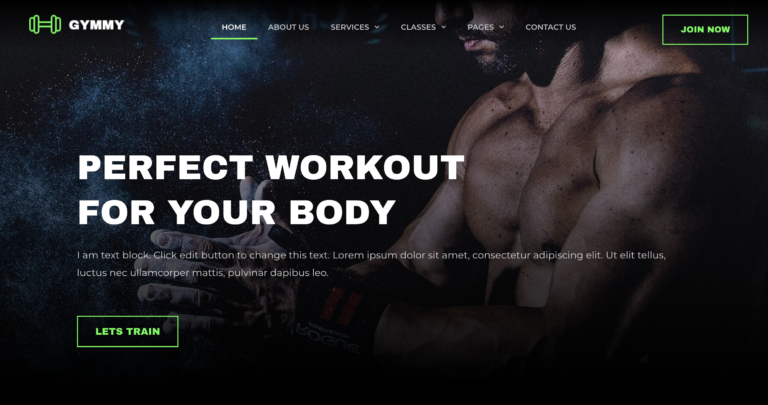 GYMMY
HOME
ABOUT US
SERVICES
CLASSES
PAGES
CONTACT US
JOIN NOW
PERFECT WORKOUT
FOR YOUR BODY
I am text block. Click edit button to change this text. Lorem ipsum dolor sit amet, consectetur adipiscing elit. Ut elit tellus,
luctus nec ullamcorper mattis, pulvinar dapibus leo.
ROGUE
LETS TRAIN